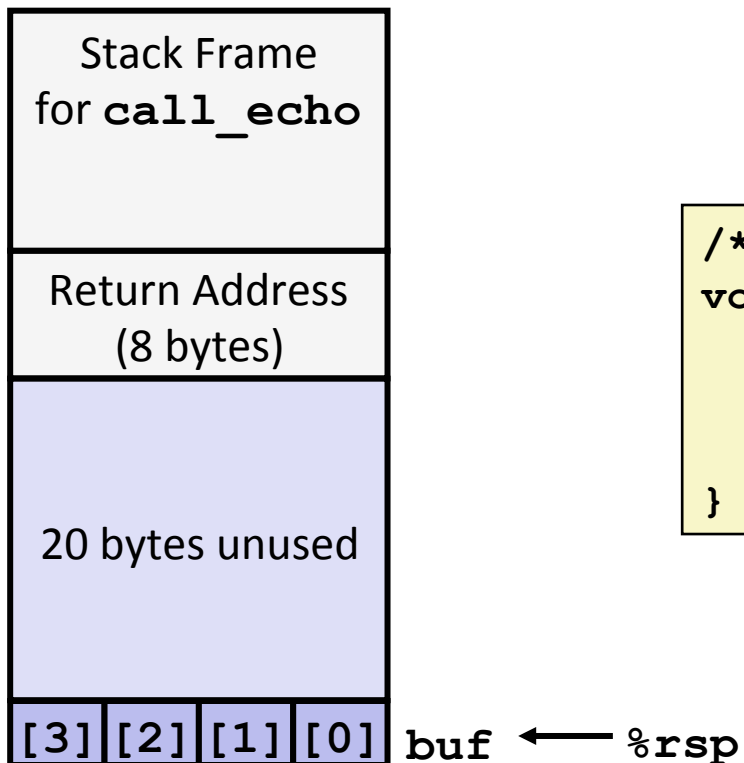 Stack Frame
for call_echo
Return Address
(8 bytes)
20 bytes unused
[3] [2] [1] [0] buf %rsp
/*
vo
}